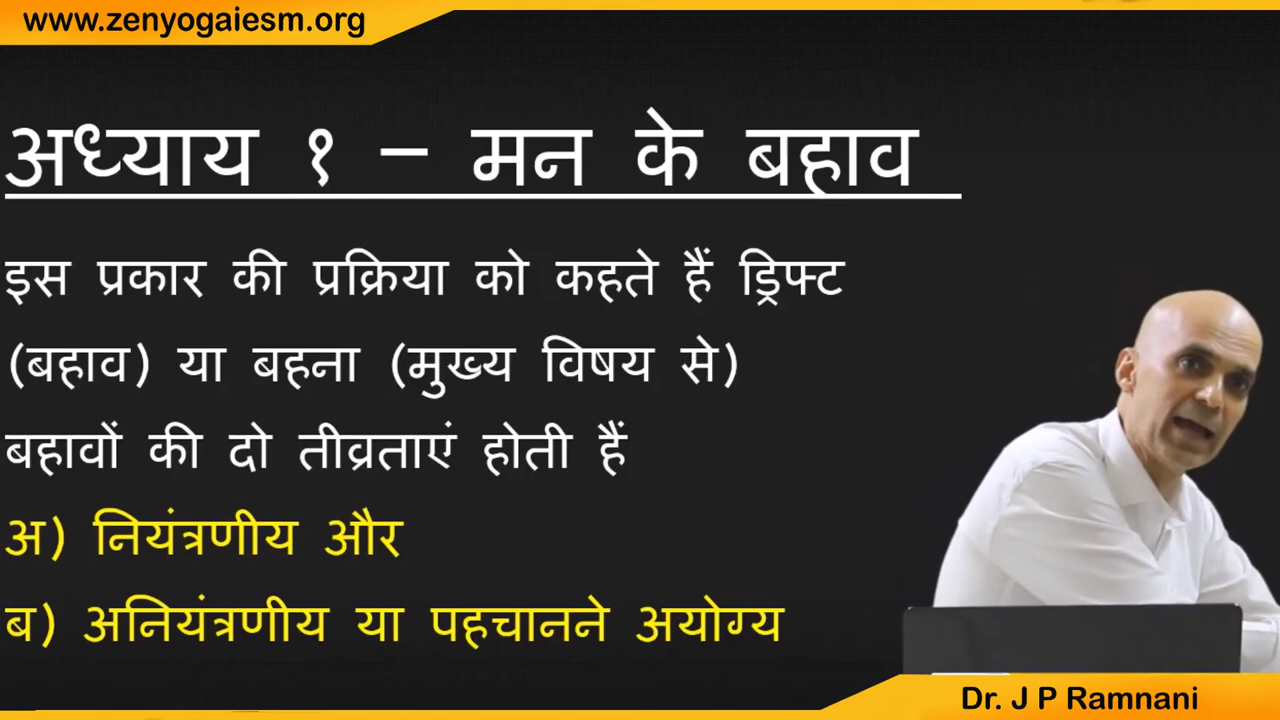 www.zenyogaiesm.org
अध्याय १ – मन के बहाव
इस प्रकार की प्रक्रिया को कहते हैं ड्रिफ्ट
(बहाव) या बहना (मुख्य विषय से)
बहावों की दो तीव्रताएं होती हैं
अ) नियंत्रणीय और
ब) अनियंत्रणीय या पहचानने अयोग्य
Dr. J P Ramnani